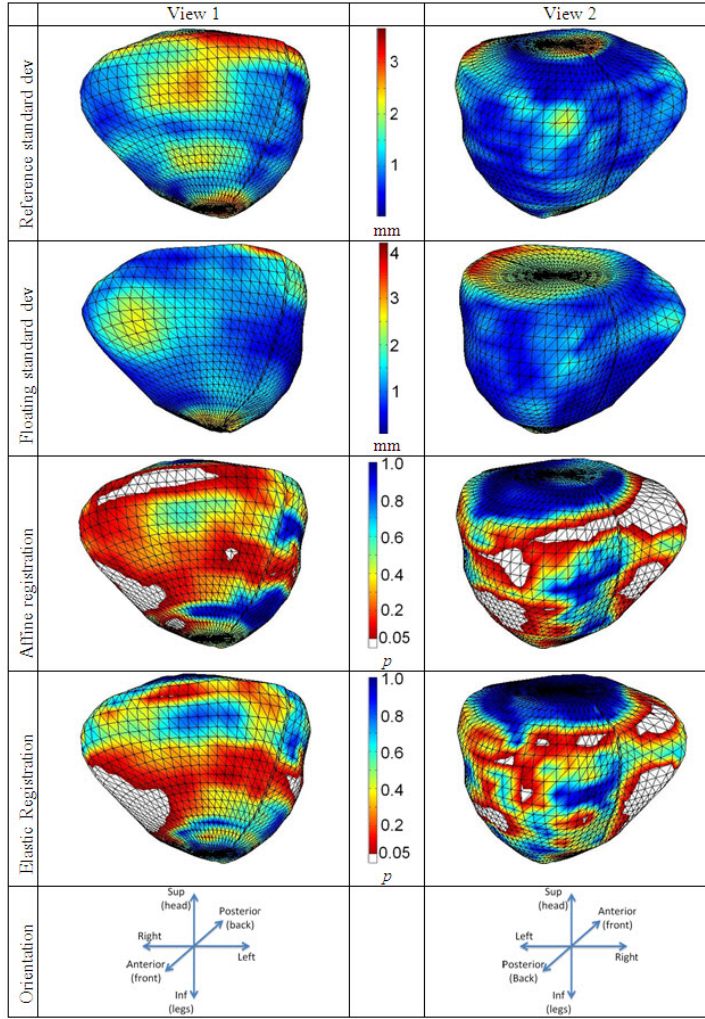 View 1
View 2
Reference standard dev
3
2
1
mm
Floating standard dev
4
3
2
1
mm
Affine registration
1.0
0.8
0.6
0.4
0.2
0.05
p
Elastic Registration
1.0
0.8
0.6
0.4
0.2
0.05
p
Orientation
Sup
(head)
Posterior
(back)
Right
Left
Anterior
(front)
Inf
(legs)
Sup
(head)
Anterior
(front)
Left
Right
Posterior
(Back)
Inf
(legs)